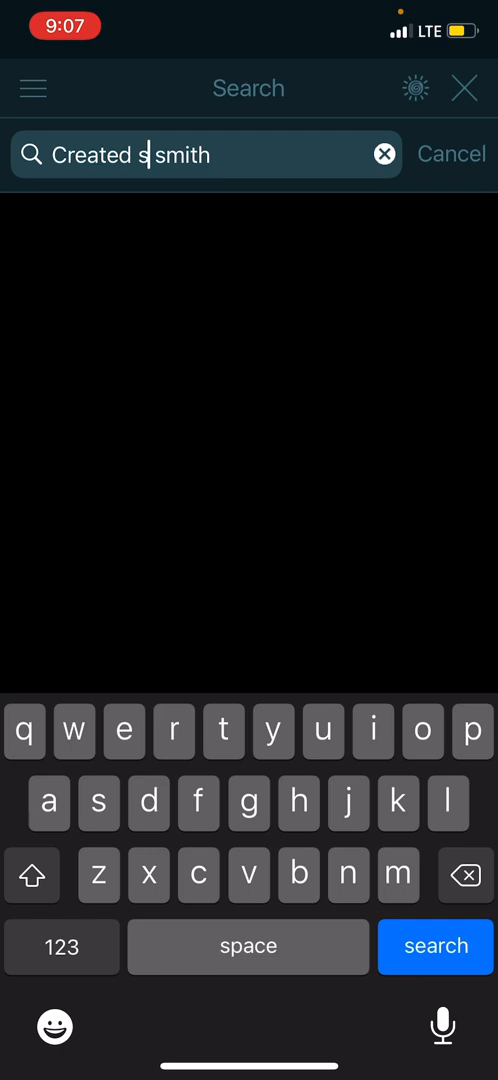 9:07
LTE
Search
Created s smith
Cancel
q w e r t y u i o p
a s d f g h j k l
z x c v b n m
123 space search